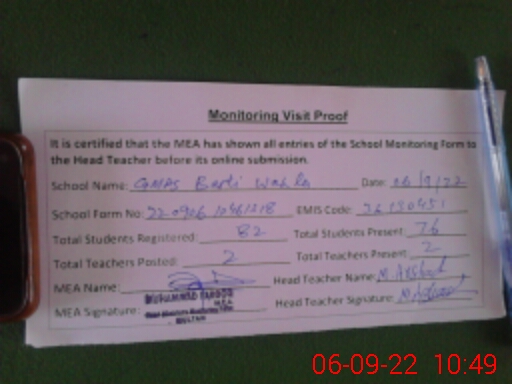 Monitoring Visit Proof
It is certified that the MEA has shown all entries of the School Monitoring Form to
the Head Teacher before its online submission.
School Name: GMPS Basti Date: 06/9/22
School Form No: EMIS Code:
Total Students Registered: 82 Total Students Present: 76
Total Teachers Posted: 2 Total Teachers Present: 2
MEA Name: Head Teacher Name: M. Arshad
MUHAMMAD
M.E.A
MEA Signature: Head Teacher Signature: M. Arshad
MULTAN
06-09-22 10:49